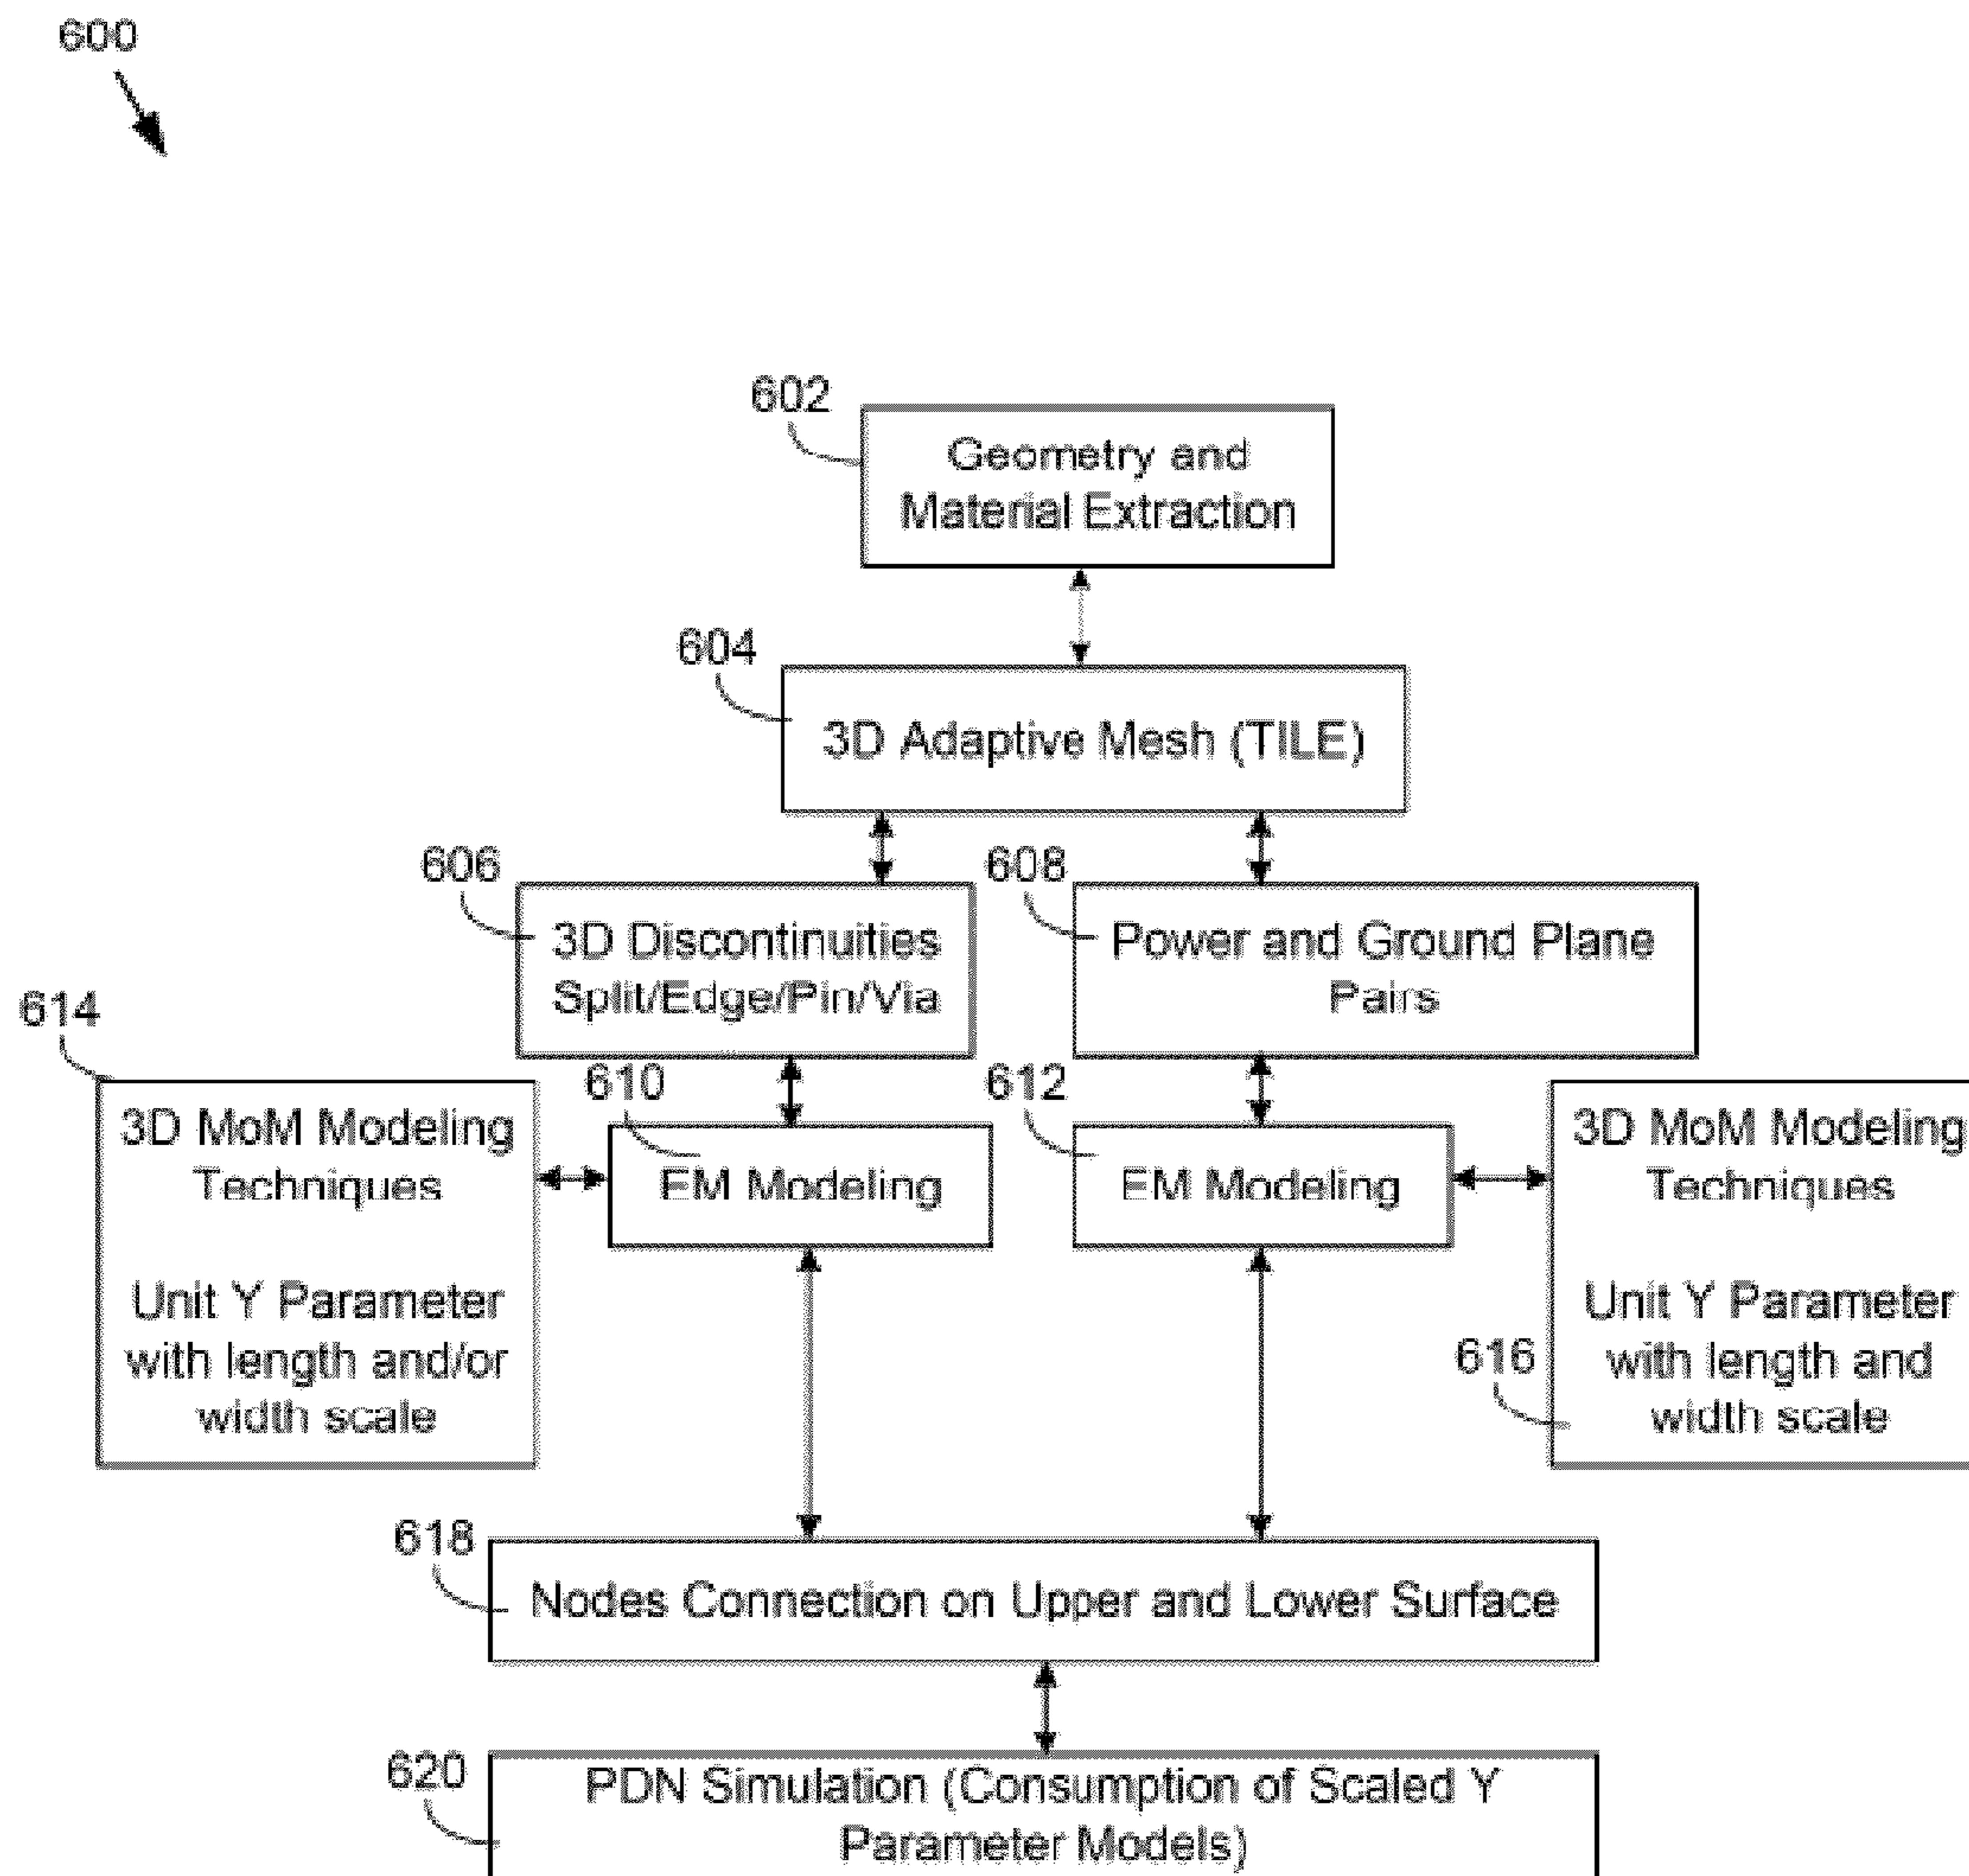 600
602
Geometry and
Material Extraction
604
3D Adaptive Mesh (TILE)
606
3D Discontinuities
Split/Edge/Pin/Via
608
Power and Ground Plane
Pairs
614
3D MoM Modeling
Techniques
Unit Y Parameter
with length and/or
width scale
610
EM Modeling
612
EM Modeling
616
3D MoM Modeling
Techniques
Unit Y Parameter
with length and
width scale
618
Nodes Connection on Upper and Lower Surface
620
PDN Simulation (Consumption of Scaled Y
Parameter Models)